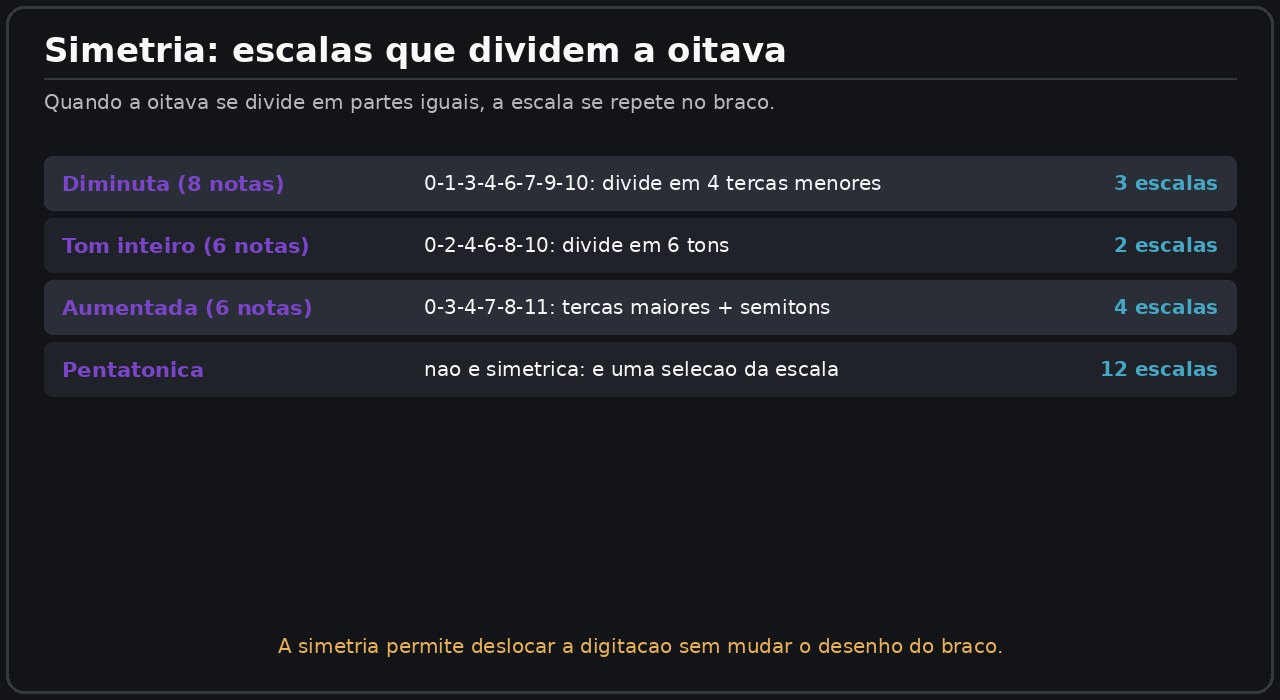 Simetria: escalas que dividem a oitava
Quando a oitava se divide em partes iguais, a escala se repete no braco.
Diminuta (8 notas) 0-1-3-4-6-7-9-10: divide em 4 tercas menores 3 escalas
Tom inteiro (6 notas) 0-2-4-6-8-10: divide em 6 tons 2 escalas
Aumentada (6 notas) 0-3-4-7-8-11: tercas maiores + semitons 4 escalas
Pentatonica nao e simetrica: e uma selecao da escala 12 escalas
A simetria permite deslocar a digitacao sem mudar o desenho do braco.